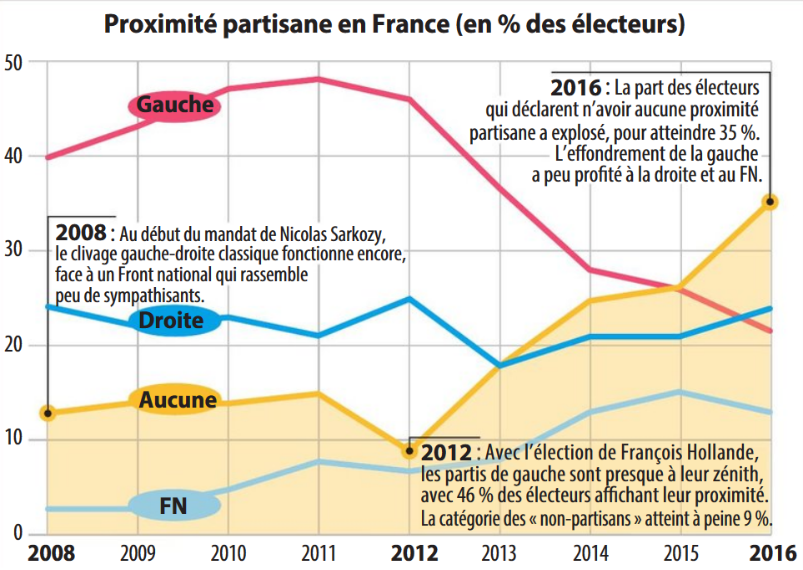 Proximité partisane en France (en % des électeurs)
50
40
30
20
10
0
Gauche
Droite
Aucune
FN
2008 : Au début du mandat de Nicolas Sarkozy,
le clivage gauche-droite classique fonctionne encore,
face à un Front national qui rassemble
peu de sympathisants.
2016 : La part des électeurs
qui déclarent n’avoir aucune proximité
partisane a explosé, pour atteindre 35 %.
L’effondrement de la gauche
a peu profité à la droite et au FN.
2012 : Avec l’élection de François Hollande,
les partis de gauche sont presque à leur zénith,
avec 46 % des électeurs affichant leur proximité.
La catégorie des « non-partisans » atteint à peine 9 %.
2008 2009 2010 2011 2012 2013 2014 2015 2016